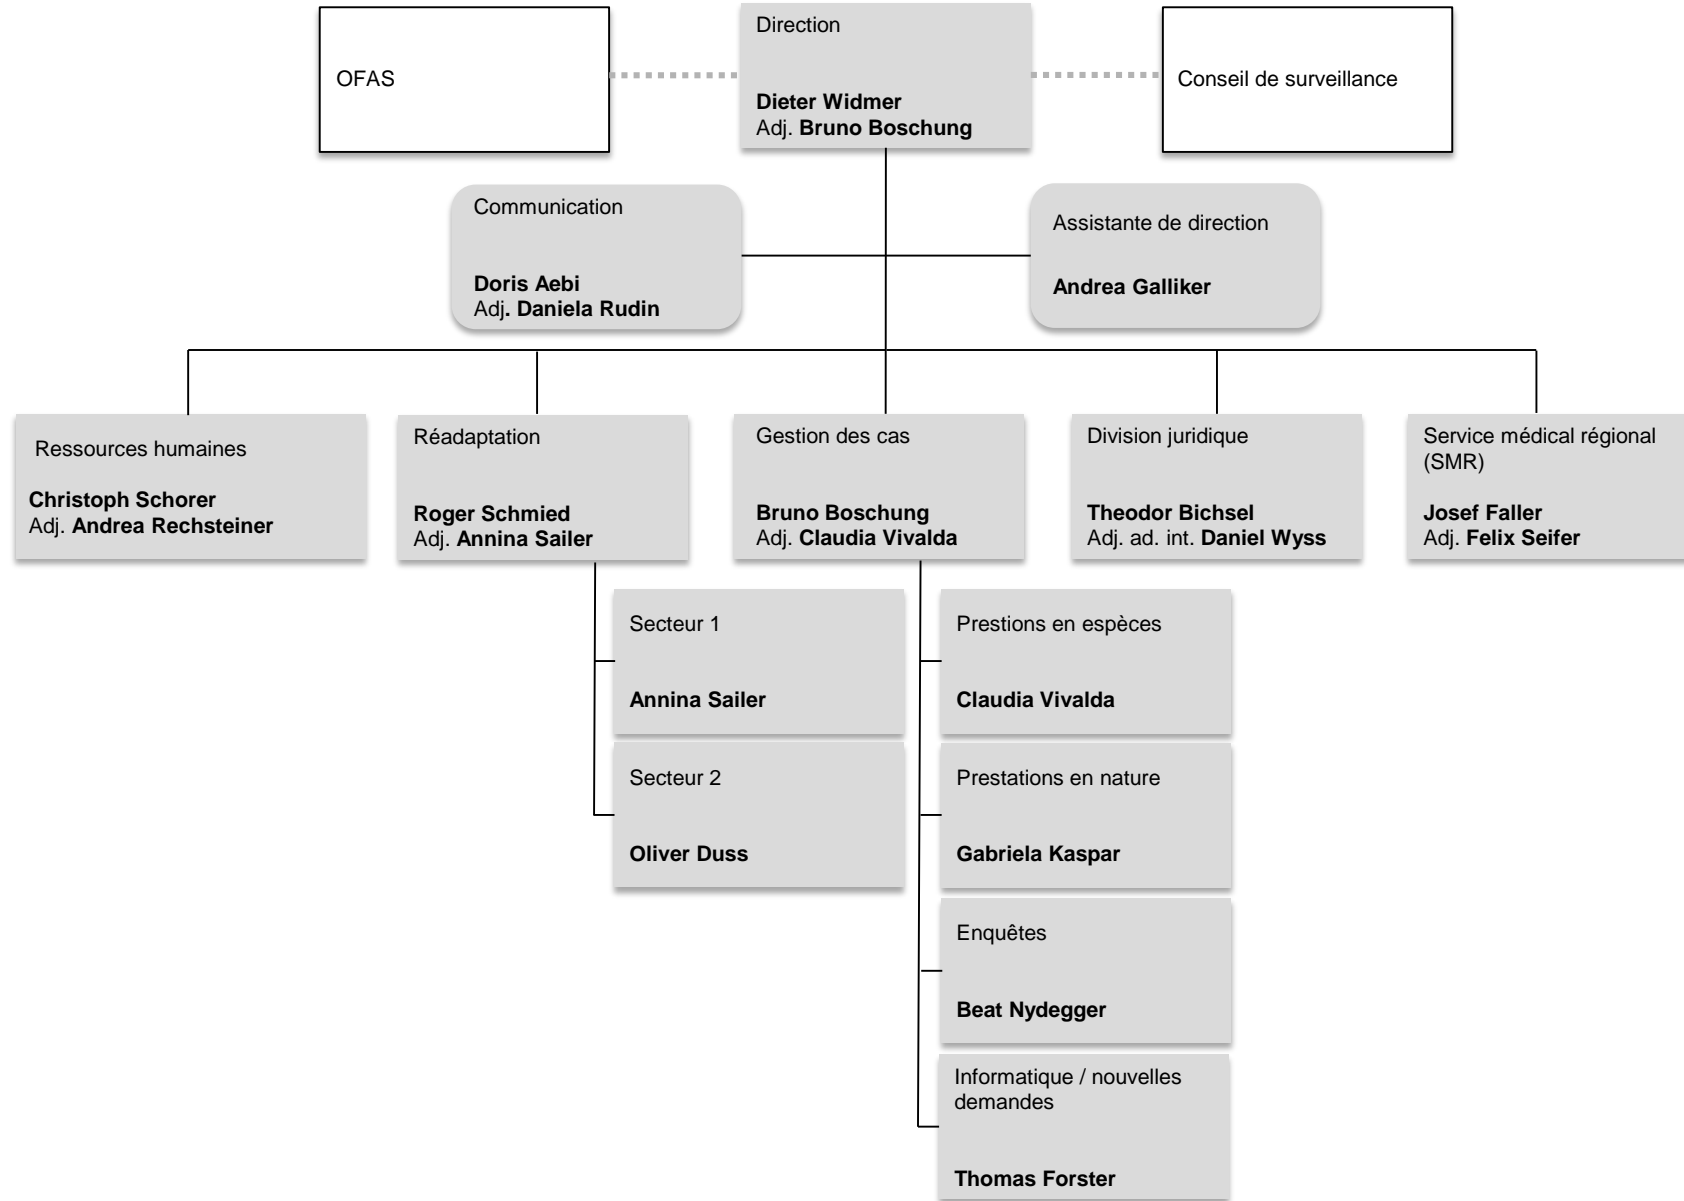 OFAS
Direction
Dieter Widmer
Adj. Bruno Boschung
Conseil de surveillance
Communication
Doris Aebi
Adj. Daniela Rudin
Assistante de direction
Andrea Galliker
Ressources humaines
Christoph Schorer
Adj. Andrea Rechsteiner
Réadaptation
Roger Schmied
Adj. Annina Sailer
Gestion des cas
Bruno Boschung
Adj. Claudia Vivalda
Division juridique
Theodor Bichsel
Adj. ad. int. Daniel Wyss
Service médical régional
(SMR)
Josef Faller
Adj. Felix Seifer
Secteur 1
Annina Sailer
Secteur 2
Oliver Duss
Prestions en espèces
Claudia Vivalda
Prestations en nature
Gabriela Kaspar
Enquêtes
Beat Nydegger
Informatique / nouvelles
demandes
Thomas Forster